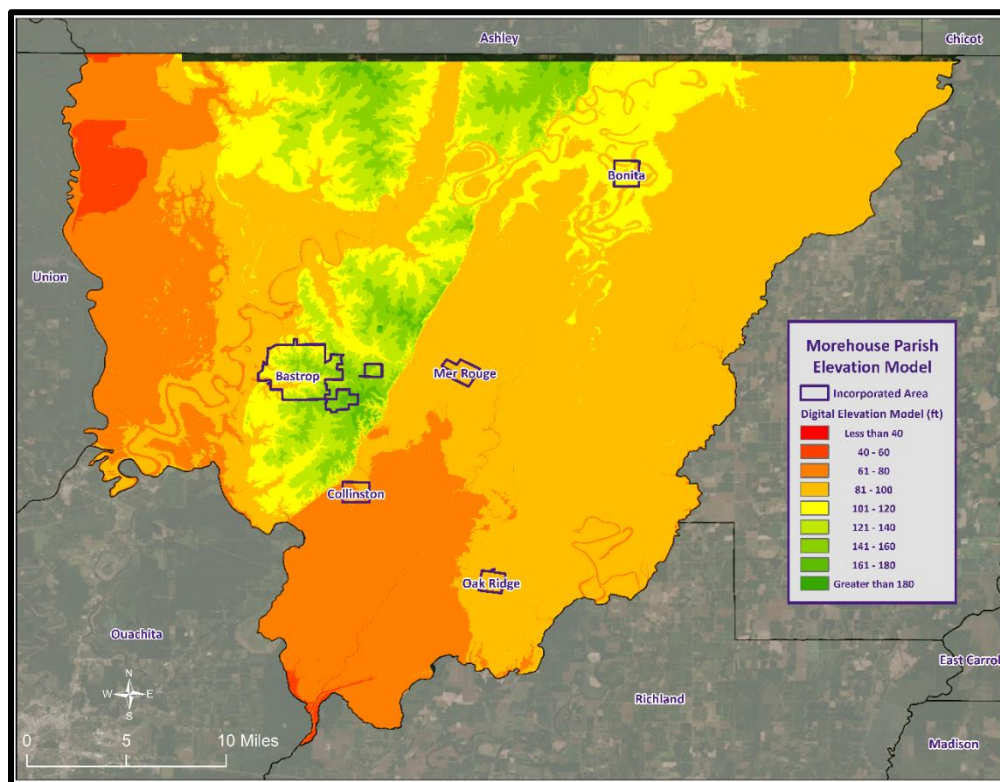 Ashley
Chicot
Bonita
Union
Bastrop
Mer Rouge
Collinston
Oak Ridge
Ouachita
Richland
East Carrol
Madison
Morehouse Parish
Elevation Model
Incorporated Area
Digital Elevation Model (ft)
Less than 40
40 - 60
61 - 80
81 - 100
101 - 120
121 - 140
141 - 160
161 - 180
Greater than 180
N
W E
S
0 5 10 Miles